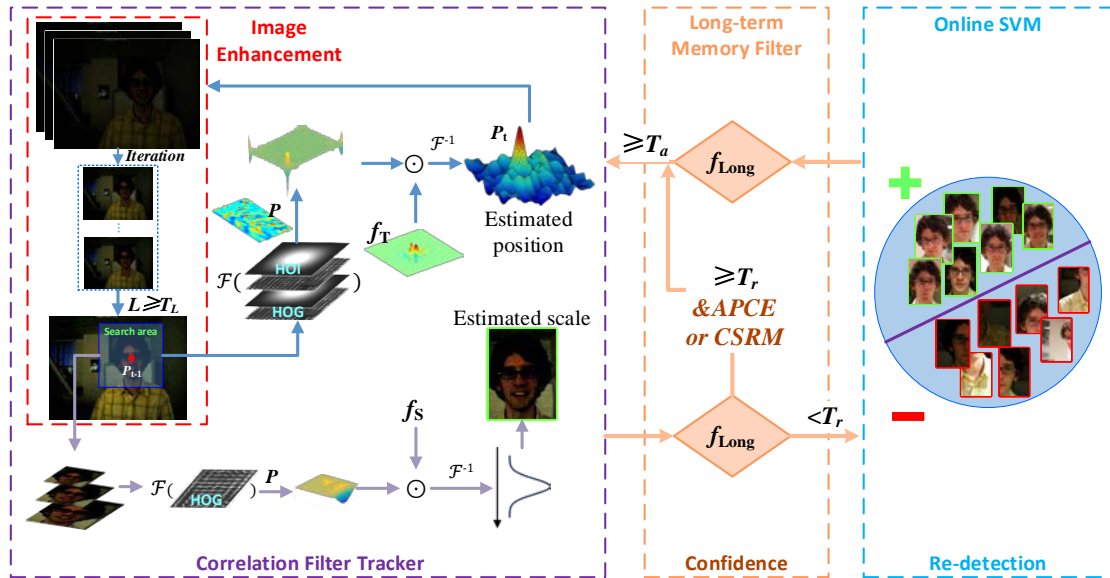 Image
Enhancement
Iteration
L ≥T_L
Search area
P_t-1
P
HOI
ℱ( )
HOG
f_T
ℱ-1
P_t
Estimated
position
Estimated scale
f_S
ℱ( )
HOG
P
ℱ-1
Correlation Filter Tracker
Long-term
Memory Filter
≥T_a
f_Long
≥T_r
&APCE
or CSRM
f_Long
<T_r
Confidence
Online SVM
Re-detection